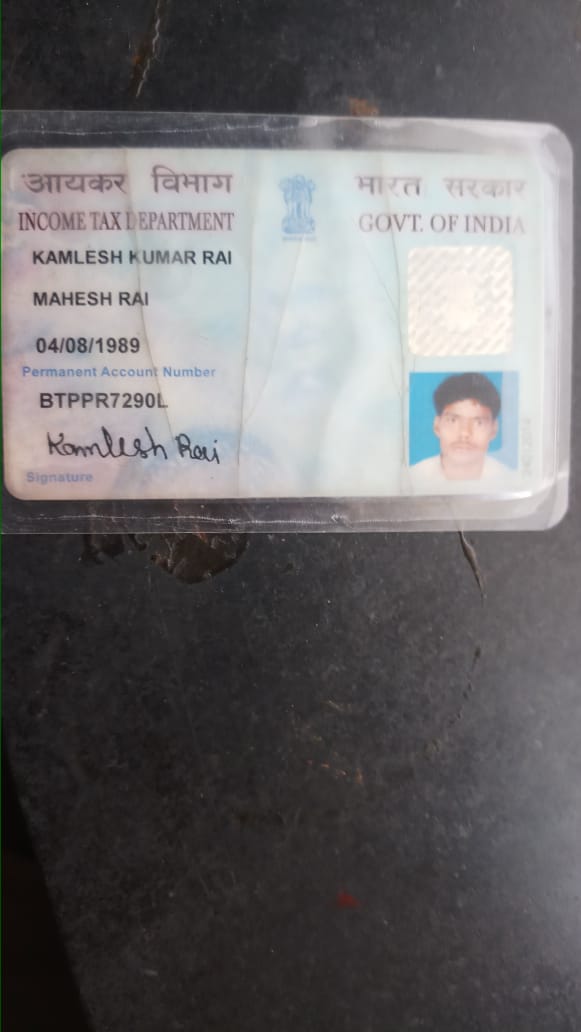 आयकर विभाग
भारत सरकार
INCOME TAX DEPARTMENT
GOVT. OF INDIA
KAMLESH KUMAR RAI
MAHESH RAI
04/08/1989
Permanent Account Number
BTPPR7290L
Kamlesh Rai
Signature